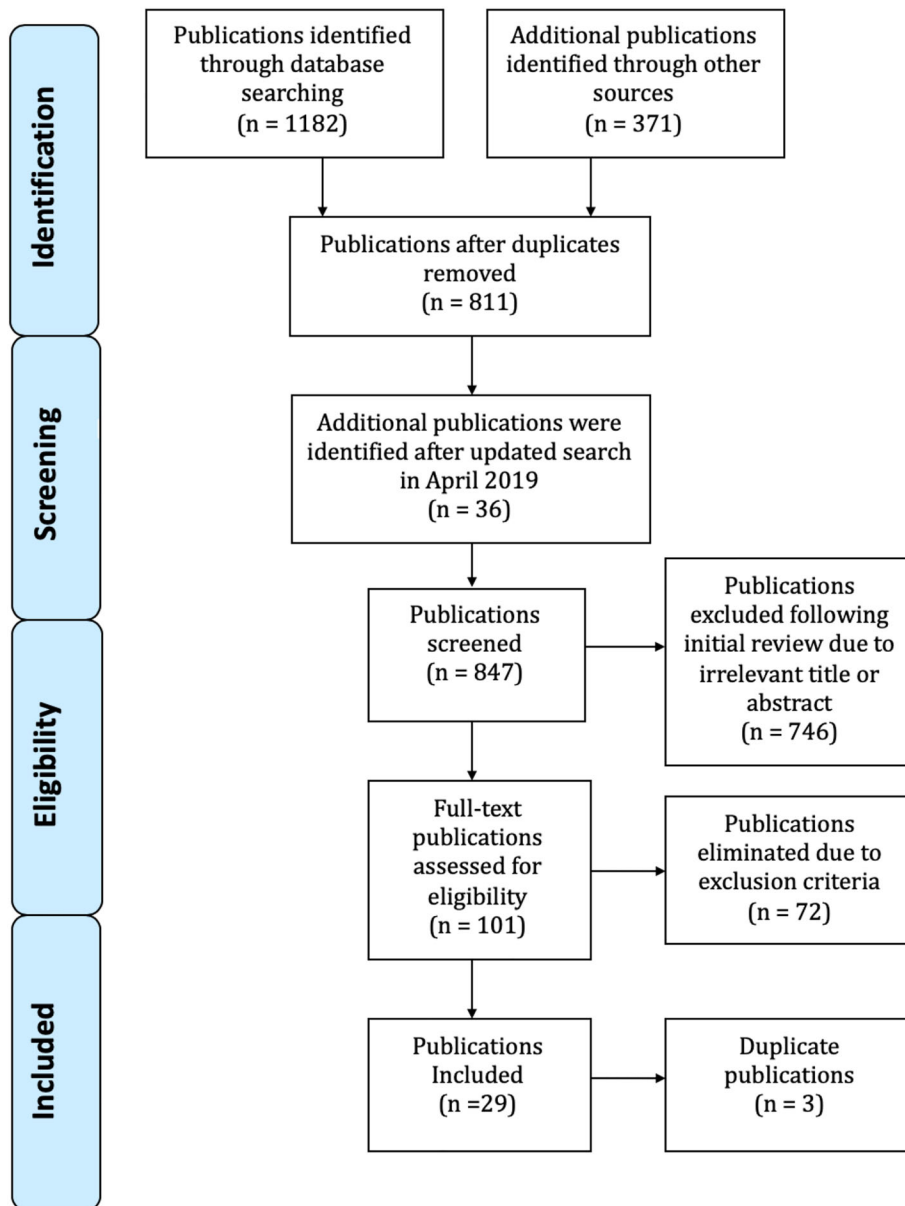 Identification
Publications identified
through database
searching
(n = 1182)
Additional publications
identified through other
sources
(n = 371)
Publications after duplicates
removed
(n = 811)
Screening
Additional publications were
identified after updated search
in April 2019
(n = 36)
Publications
screened
(n = 847)
Publications
excluded following
initial review due to
irrelevant title or
abstract
(n = 746)
Eligibility
Full-text
publications
assessed for
eligibility
(n = 101)
Publications
eliminated due to
exclusion criteria
(n = 72)
Included
Publications
Included
(n =29)
Duplicate
publications
(n = 3)